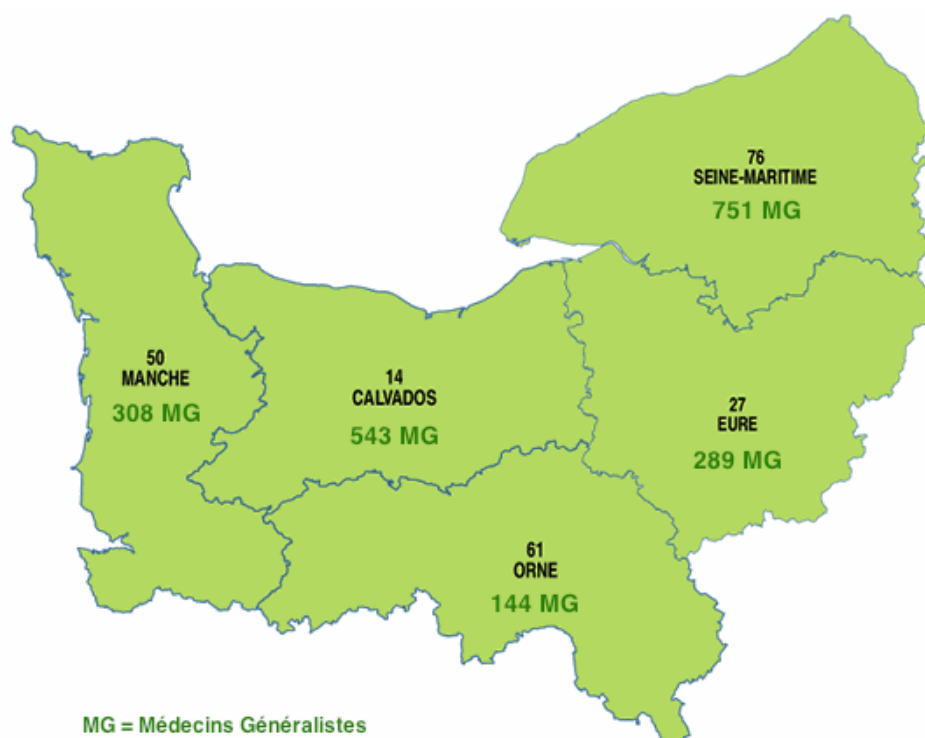 76
SEINE-MARITIME
751 MG
50
MANCHE
308 MG
14
CALVADOS
543 MG
27
EURE
289 MG
61
ORNE
144 MG
MG = Médecins Généralistes